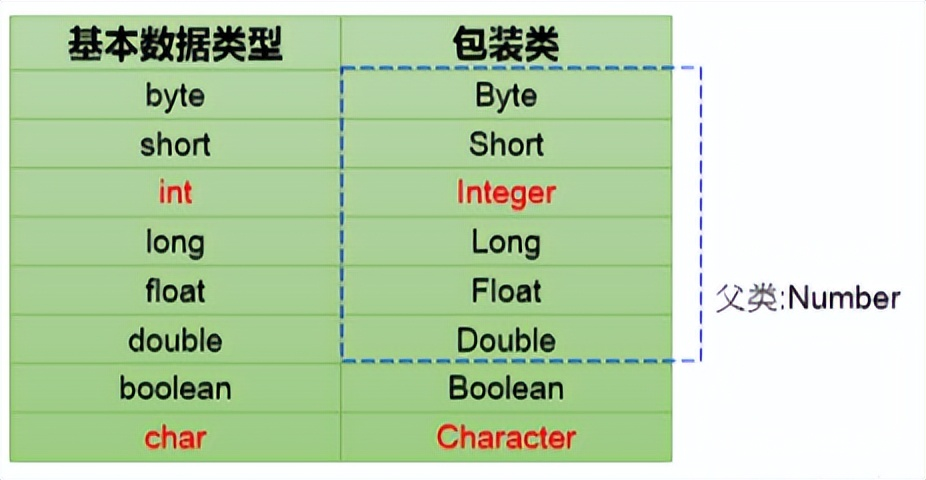 基本数据类型 包装类
byte Byte
short Short
int Integer
long Long
float Float
double Double
boolean Boolean
char Character
父类:Number